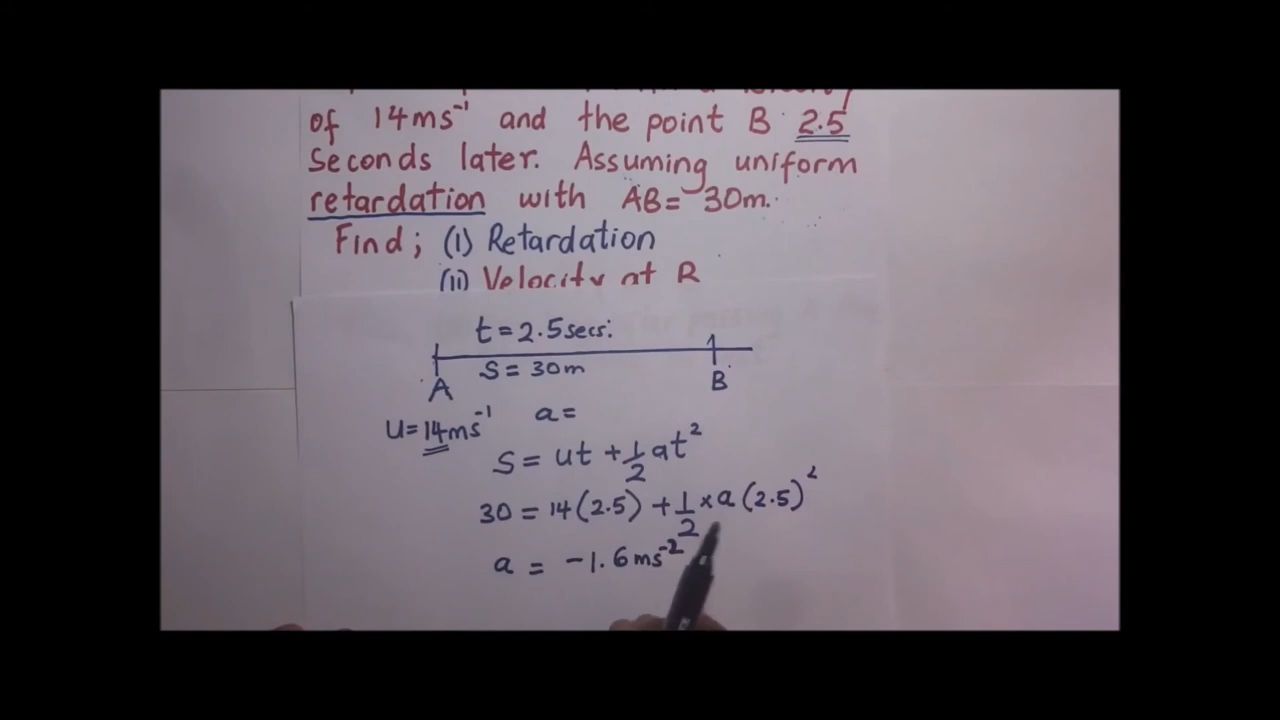 of 14ms⁻¹ and the point B 2.5
Seconds later. Assuming uniform
retardation with AB= 30m.
Find; (i) Retardation
(ii) Velocity at B
t = 2.5secs.
S = 30m
A B
U= 14ms⁻¹ a=
S = ut + 1/2 at²
30 = 14(2.5) + 1/2 × a (2.5)²
a = -1.6ms⁻²